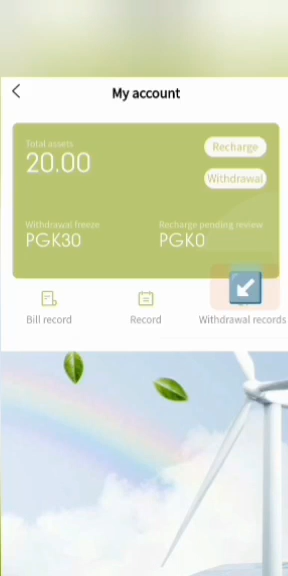 My account
Total assets
20.00
Recharge
Withdrawal
Withdrawal freeze
PGK30
Recharge pending review
PGK0
Bill record
Record
Withdrawal records